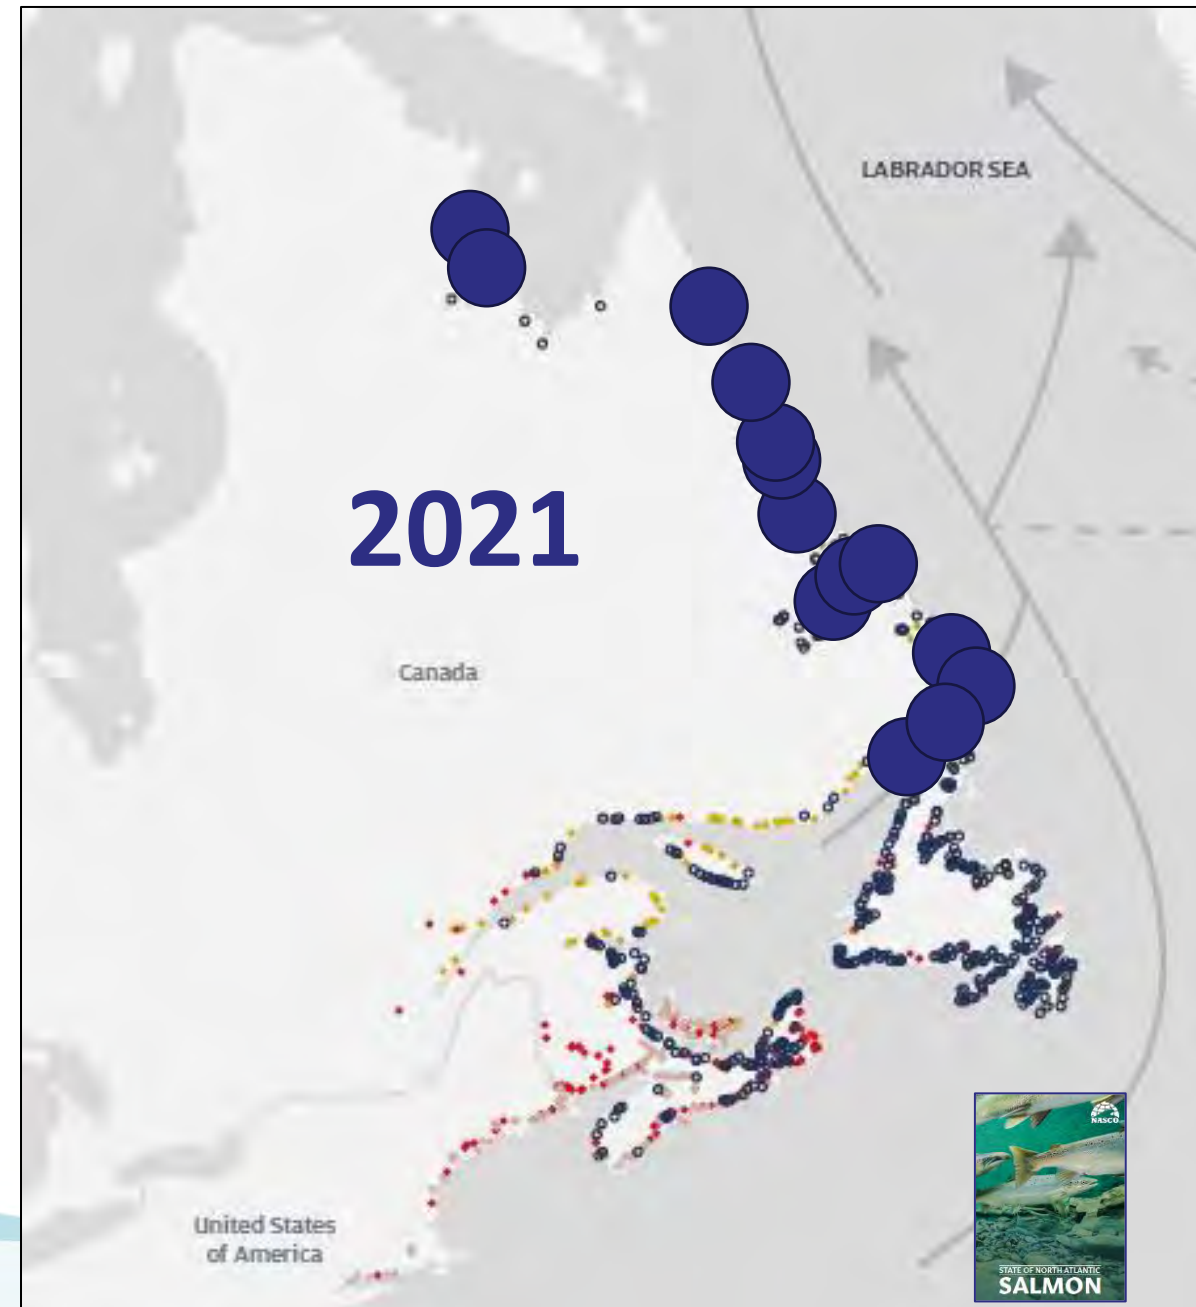 LABRADOR SEA
2021
Canada
NASCO
United States
of America
STATE OF NORTH ATLANTIC
SALMON